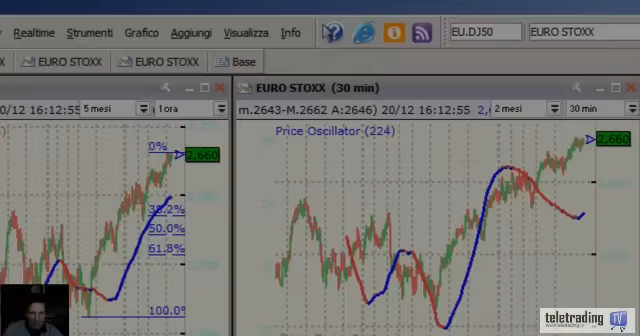 Realtime Strumenti Grafico Aggiungi Visualizza Info
EU.DJ50 EURO STOXX
EURO STOXX EURO STOXX Base
EURO STOXX (30 min)
0/12 16:12:55 5 mesi 1 ora
m.2643-M.2662 A:2646) 20/12 16:12:55 2 mesi 30 min
Price Oscillator (224)
0%
2,660
2,660
38.2%
50.0%
61.8%
100.0%
teletrading TV